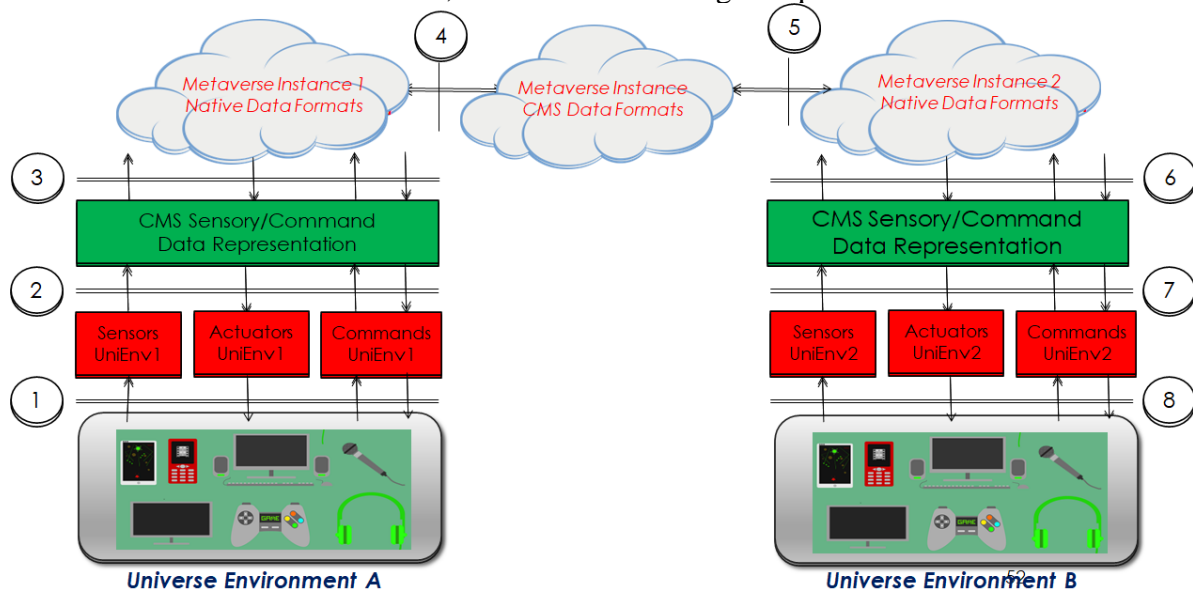 4
5
Metaverse Instance 1
Native Data Formats
Metaverse Instance
CMS Data Formats
Metaverse Instance 2
Native Data Formats
3
6
CMS Sensory/Command
Data Representation
CMS Sensory/Command
Data Representation
2
7
Sensors
UniEnv1
Actuators
UniEnv1
Commands
UniEnv1
Sensors
UniEnv2
Actuators
UniEnv2
Commands
UniEnv2
1
8
GAME
GAME
Universe Environment A
Universe Environment B
52